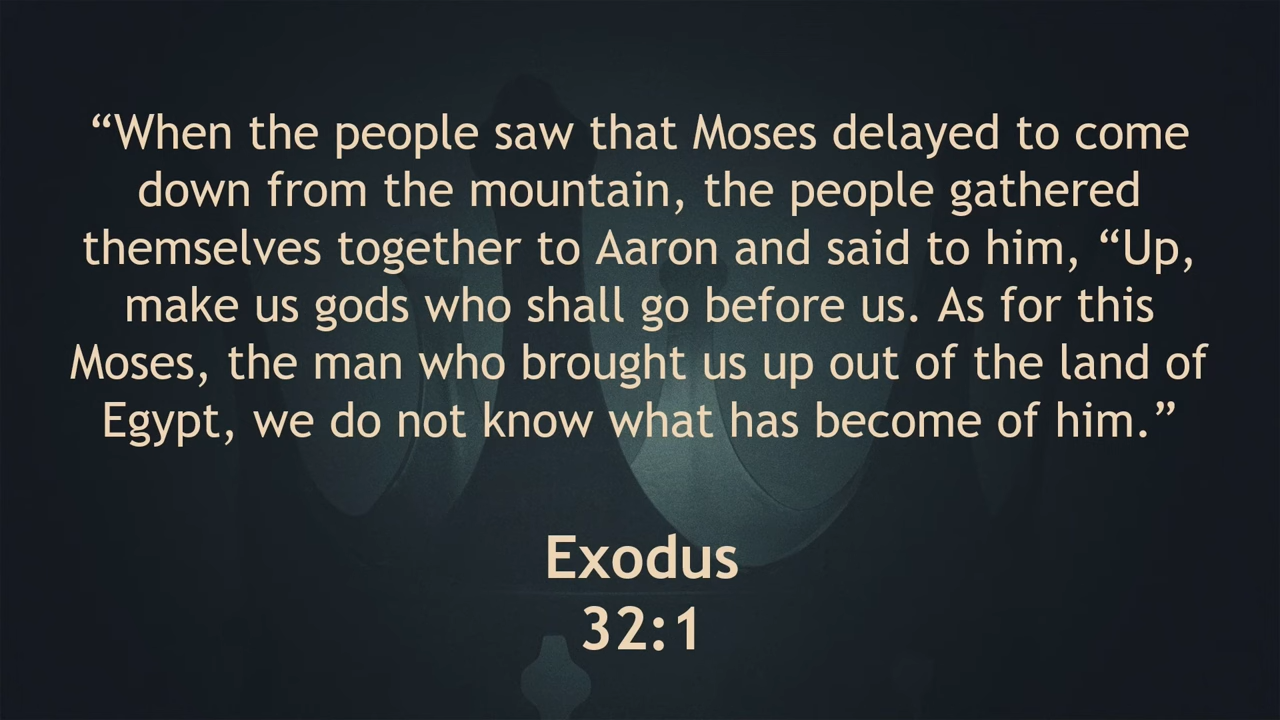 “When the people saw that Moses delayed to come
down from the mountain, the people gathered
themselves together to Aaron and said to him, “Up,
make us gods who shall go before us. As for this
Moses, the man who brought us up out of the land of
Egypt, we do not know what has become of him.”
Exodus
32:1